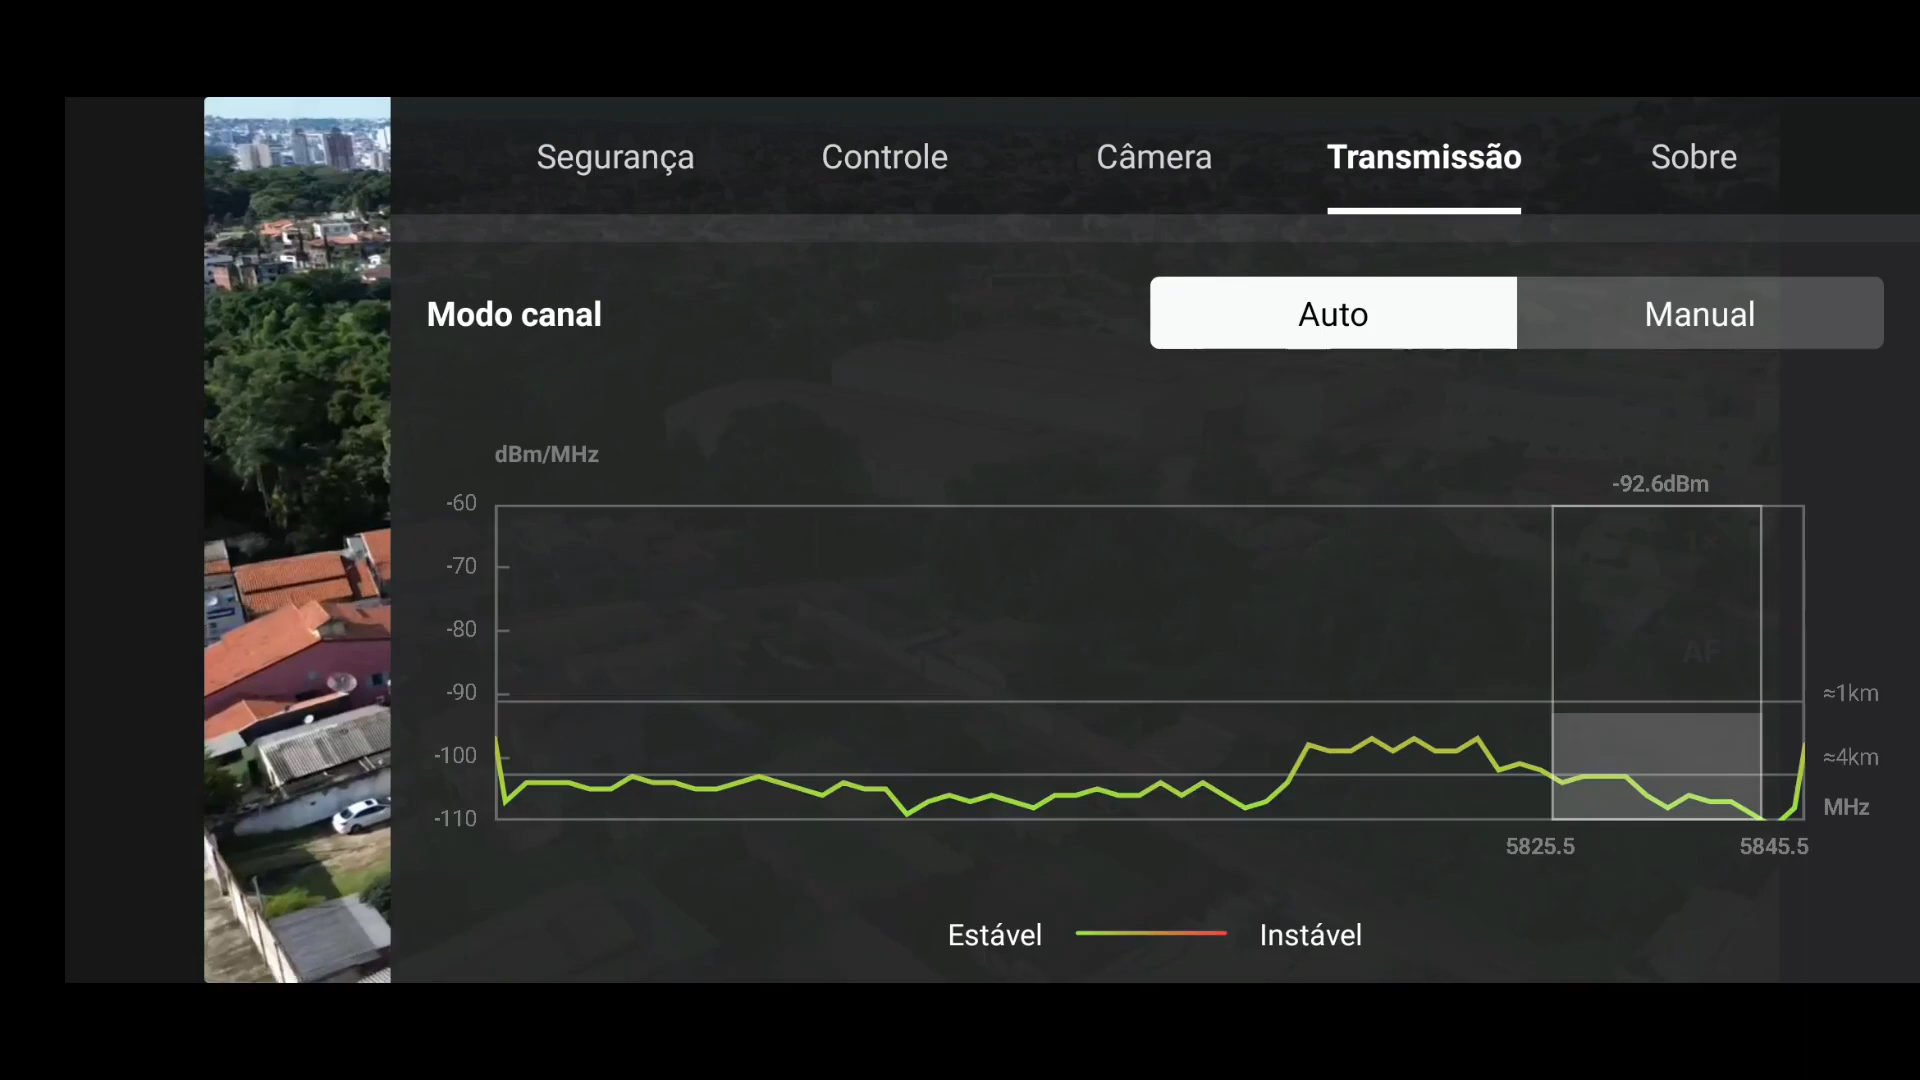 Segurança Controle Câmera Transmissão Sobre
Modo canal Auto Manual
dBm/MHz
-92.6dBm
-60
-70
-80
AF
-90 ≈1km
-100 ≈4km
-110 MHz
5825.5 5845.5
Estável Instável